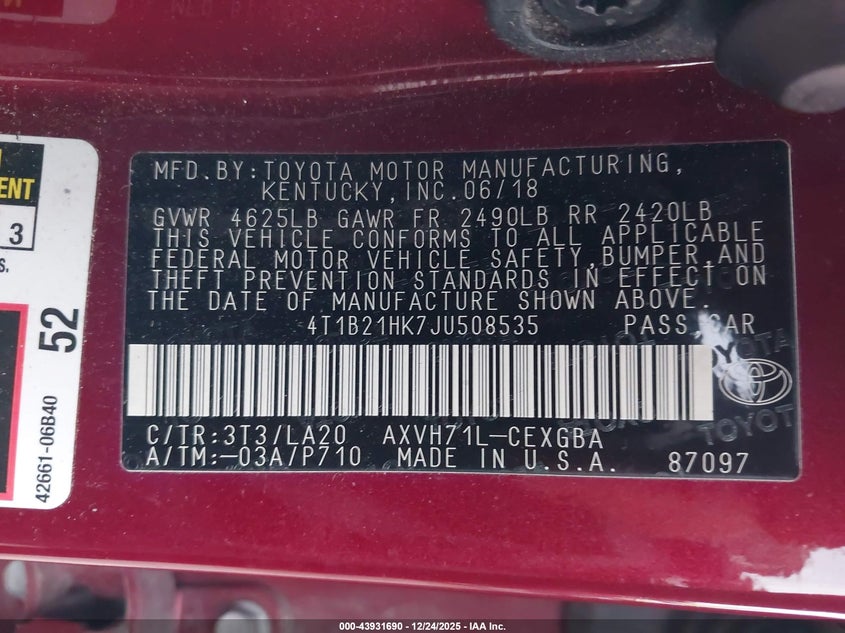 MFD.BY:TOYOTA MOTOR MANUFACTURING,
KENTUCKY,INC.06/18
GVWR 4625LB GAWR FR 2490LB RR 2420LB
THIS VEHICLE CONFORMS TO ALL APPLICABLE
FEDERAL MOTOR VEHICLE SAFETY,BUMPER,AND
THEFT PREVENTION STANDARDS IN EFFECT ON
THE DATE OF MANUFACTURE SHOWN ABOVE.
4T1B21HK7JU508535 PASS.CAR
C/TR:3T3/LA20 AXVH71L-CEXGBA
A/TM:-03A/P710 MADE IN U.S.A. 87097
TOYOTA
TOYOTA
3
52
42661-06B40
000-43931690 - 12/24/2025 - IAA Inc.